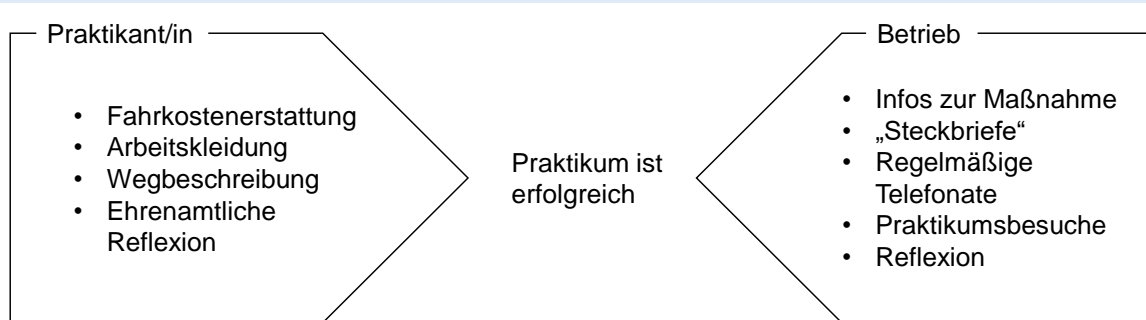 Praktikant/in
• Fahrkostenerstattung
• Arbeitskleidung
• Wegbeschreibung
• Ehrenamtliche
Reflexion
Praktikum ist
erfolgreich
Betrieb
• Infos zur Maßnahme
• „Steckbriefe“
• Regelmäßige
Telefonate
• Praktikumsbesuche
• Reflexion